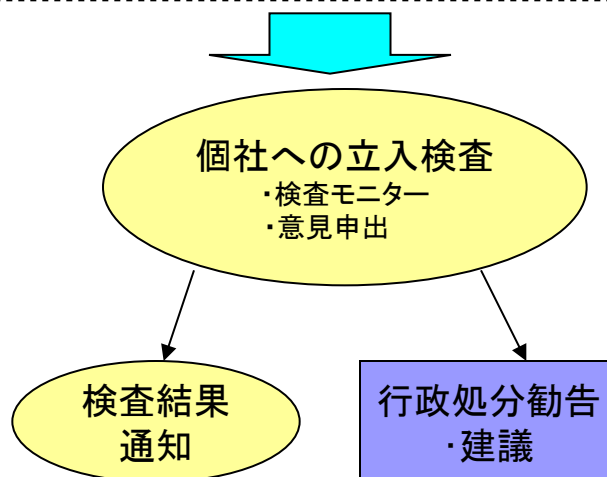 個社への立入検査
・検査モニター
・意見申出
検査結果
通知
行政処分勧告
・建議